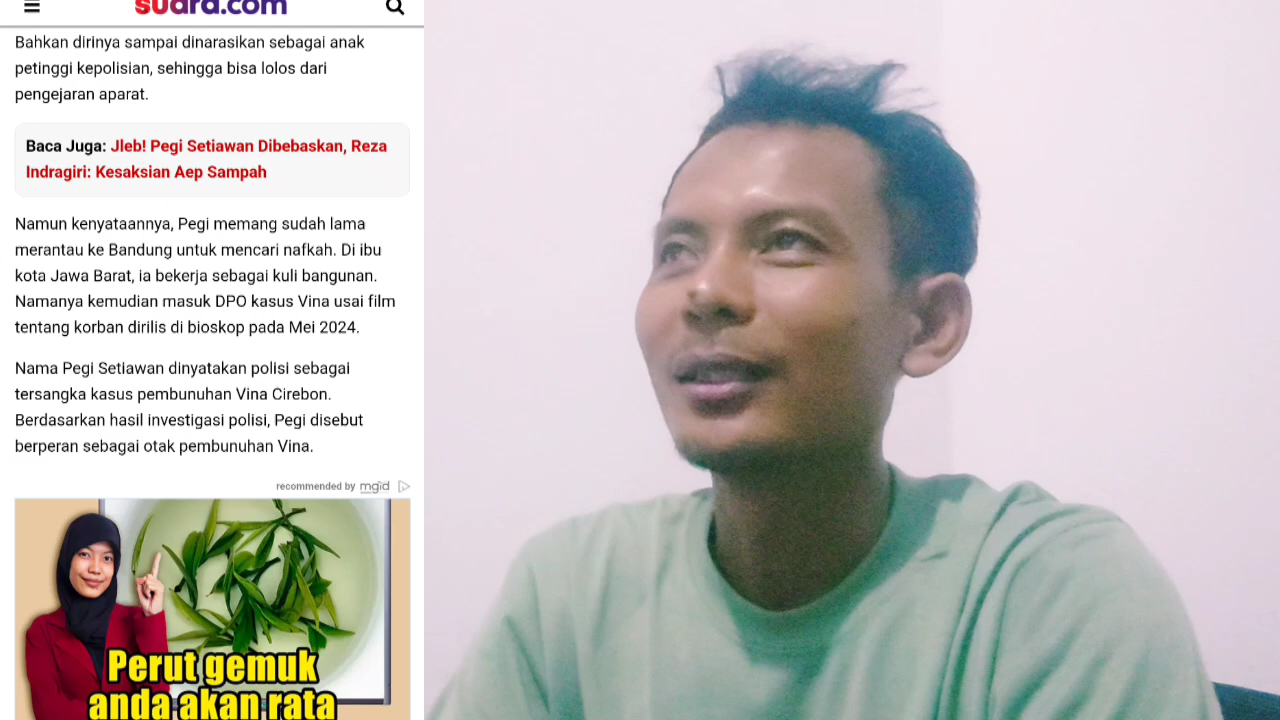 suara.com
Bahkan dirinya sampai dinarasikan sebagai anak
petinggi kepolisian, sehingga bisa lolos dari
pengejaran aparat.
Baca Juga: Jleb! Pegi Setiawan Dibebaskan, Reza
Indragiri: Kesaksian Aep Sampah
Namun kenyataannya, Pegi memang sudah lama
merantau ke Bandung untuk mencari nafkah. Di ibu
kota Jawa Barat, ia bekerja sebagai kuli bangunan.
Namanya kemudian masuk DPO kasus Vina usai film
tentang korban dirilis di bioskop pada Mei 2024.
Nama Pegi Setiawan dinyatakan polisi sebagai
tersangka kasus pembunuhan Vina Cirebon.
Berdasarkan hasil investigasi polisi, Pegi disebut
berperan sebagai otak pembunuhan Vina.
recommended by mgid
Perut gemuk
anda akan rata